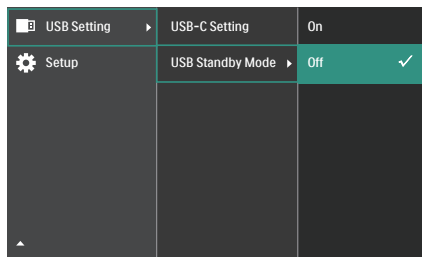 USB Setting
USB-C Setting
On
Setup
USB Standby Mode
Off